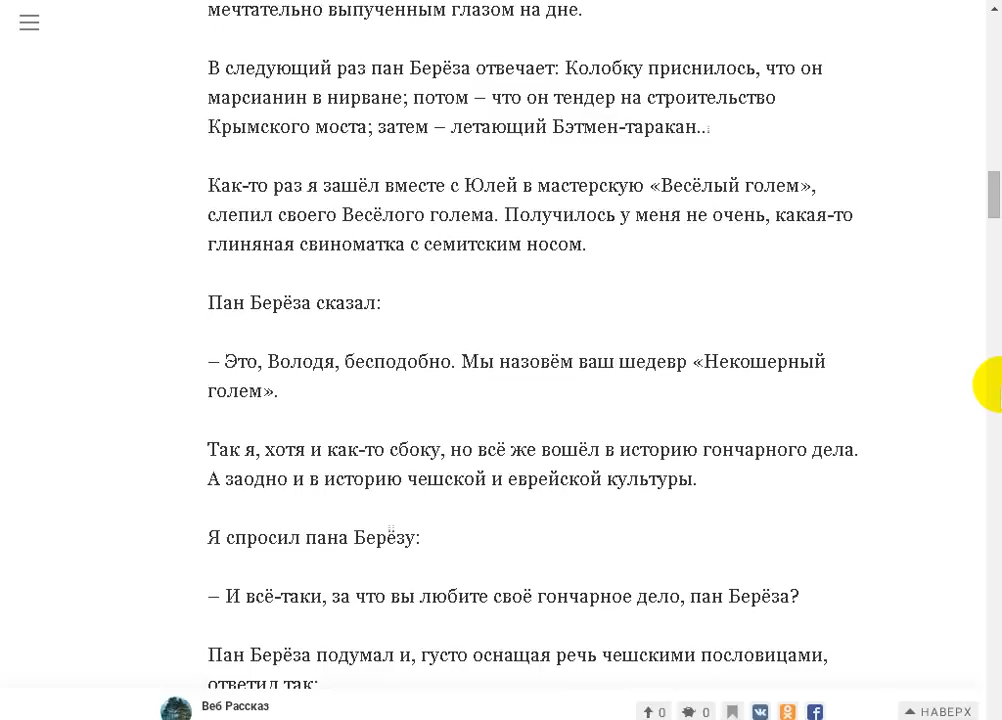 мечтательно выпученным глазом на дне.
В следующий раз пан Берёза отвечает: Колобку приснилось, что он
марсианин в нирване; потом – что он тендер на строительство
Крымского моста; затем – летающий Бэтмен-таракан...
Как-то раз я зашёл вместе с Юлей в мастерскую «Весёлый голем»,
слепил своего Весёлого голема. Получилось у меня не очень, какая-то
глиняная свиноматка с семитским носом.
Пан Берёза сказал:
– Это, Володя, бесподобно. Мы назовём ваш шедевр «Некошерный
голем».
Так я, хотя и как-то сбоку, но всё же вошёл в историю гончарного дела.
А заодно и в историю чешской и еврейской культуры.
Я спросил пана Берёзу:
– И всё-таки, за что вы любите своё гончарное дело, пан Берёза?
Пан Берёза подумал и, густо оснащая речь чешскими пословицами,
ответил так:
Веб Рассказ
0
0
НАВЕРХ